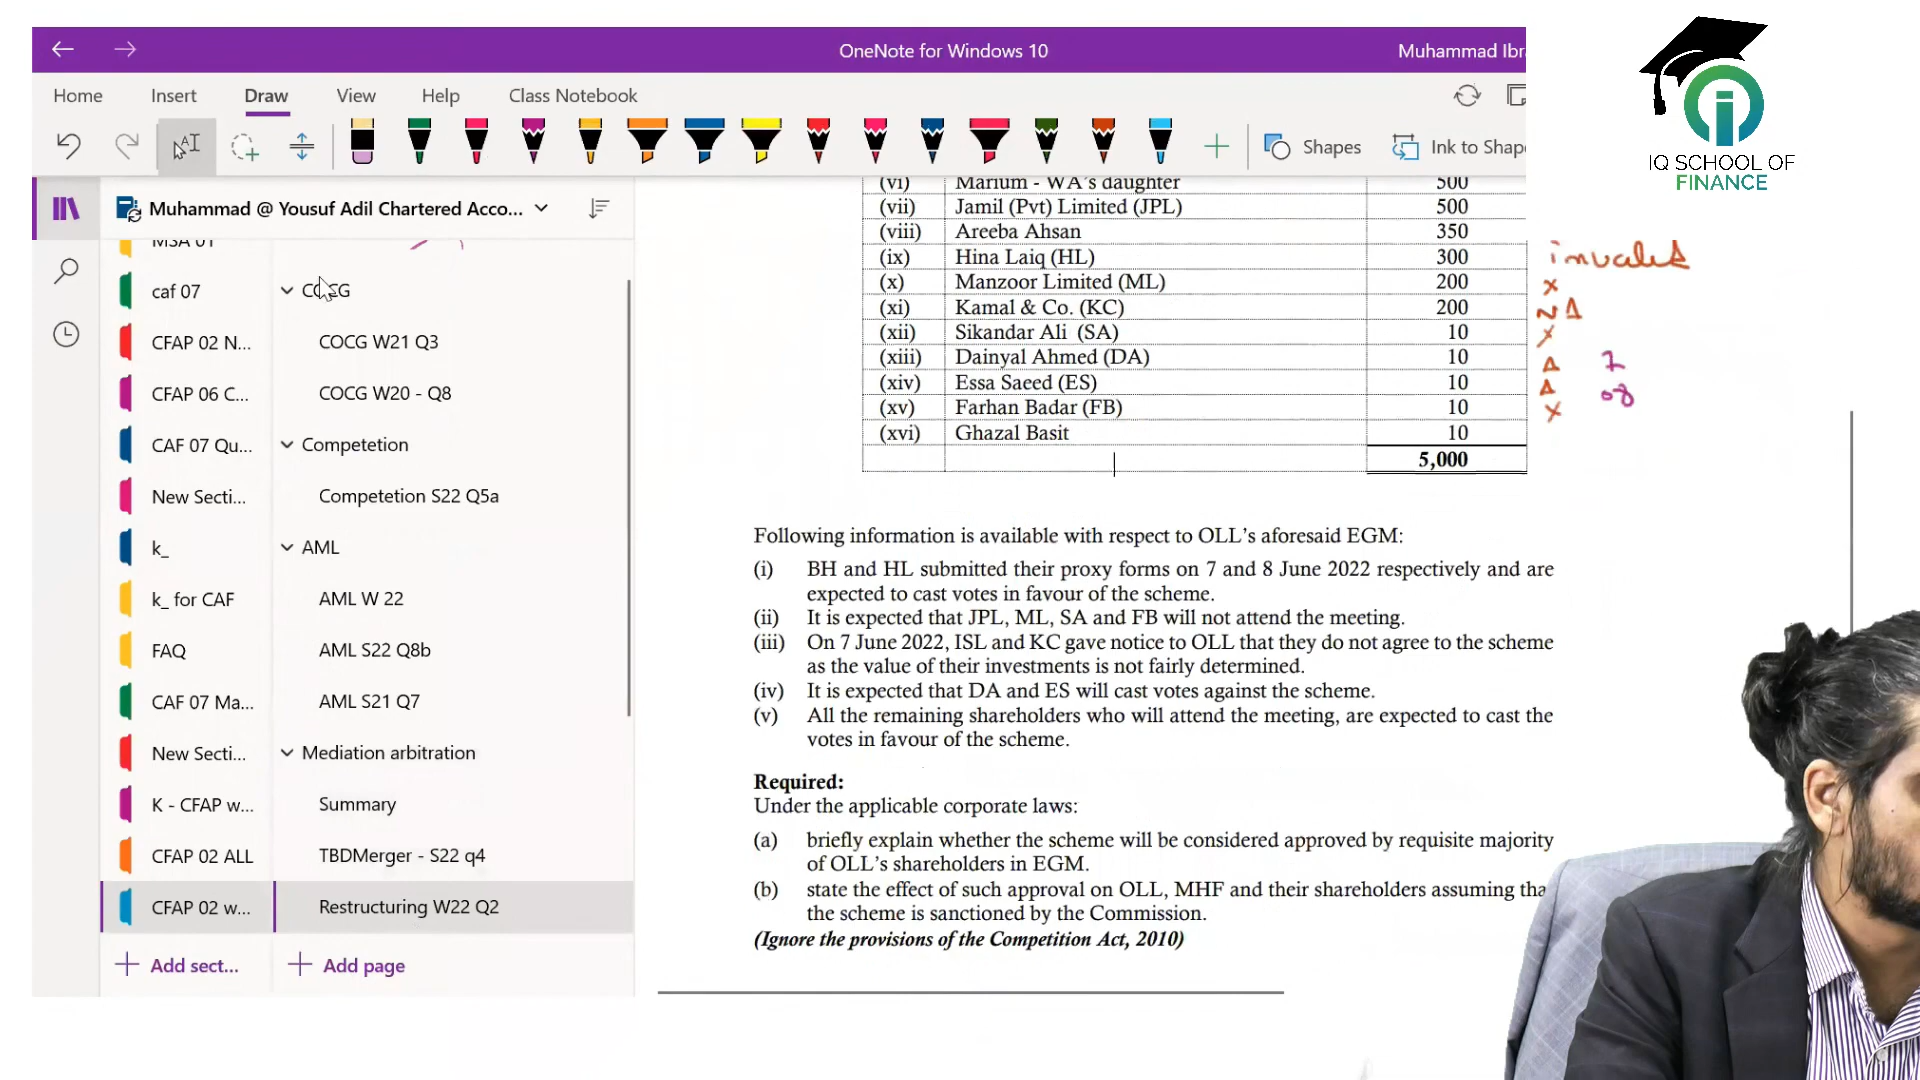 OneNote for Windows 10
Muhammad Ibr
Home Insert Draw View Help Class Notebook
Shapes
Ink to Shap
IQ SCHOOL OF
FINANCE
Muhammad @ Yousuf Adil Chartered Acco...
MSA 01
caf 07
CFAP 02 N...
CFAP 06 C...
CAF 07 Qu...
New Secti...
k_
k_ for CAF
FAQ
CAF 07 Ma...
New Secti...
K - CFAP w...
CFAP 02 ALL
CFAP 02 w...
Add sect...
COCG
COCG W21 Q3
COCG W20 - Q8
Competetion
Competetion S22 Q5a
AML
AML W 22
AML S22 Q8b
AML S21 Q7
Mediation arbitration
Summary
TBDMerger - S22 q4
Restructuring W22 Q2
Add page
(vi) Marium - WA's daughter 500
(vii) Jamil (Pvt) Limited (JPL) 500
(viii) Areeba Ahsan 350
(ix) Hina Laiq (HL) 300
(x) Manzoor Limited (ML) 200
(xi) Kamal & Co. (KC) 200
(xii) Sikandar Ali (SA) 10
(xiii) Dainyal Ahmed (DA) 10
(xiv) Essa Saeed (ES) 10
(xv) Farhan Badar (FB) 10
(xvi) Ghazal Basit 10
5,000
x
x
A 7
A 08
x
Following information is available with respect to OLL's aforesaid EGM:
(i) BH and HL submitted their proxy forms on 7 and 8 June 2022 respectively and are
expected to cast votes in favour of the scheme.
(ii) It is expected that JPL, ML, SA and FB will not attend the meeting.
(iii) On 7 June 2022, ISL and KC gave notice to OLL that they do not agree to the scheme
as the value of their investments is not fairly determined.
(iv) It is expected that DA and ES will cast votes against the scheme.
(v) All the remaining shareholders who will attend the meeting, are expected to cast the
votes in favour of the scheme.
Required:
Under the applicable corporate laws:
(a) briefly explain whether the scheme will be considered approved by requisite majority
of OLL's shareholders in EGM.
(b) state the effect of such approval on OLL, MHF and their shareholders assuming tha
the scheme is sanctioned by the Commission.
(Ignore the provisions of the Competition Act, 2010)